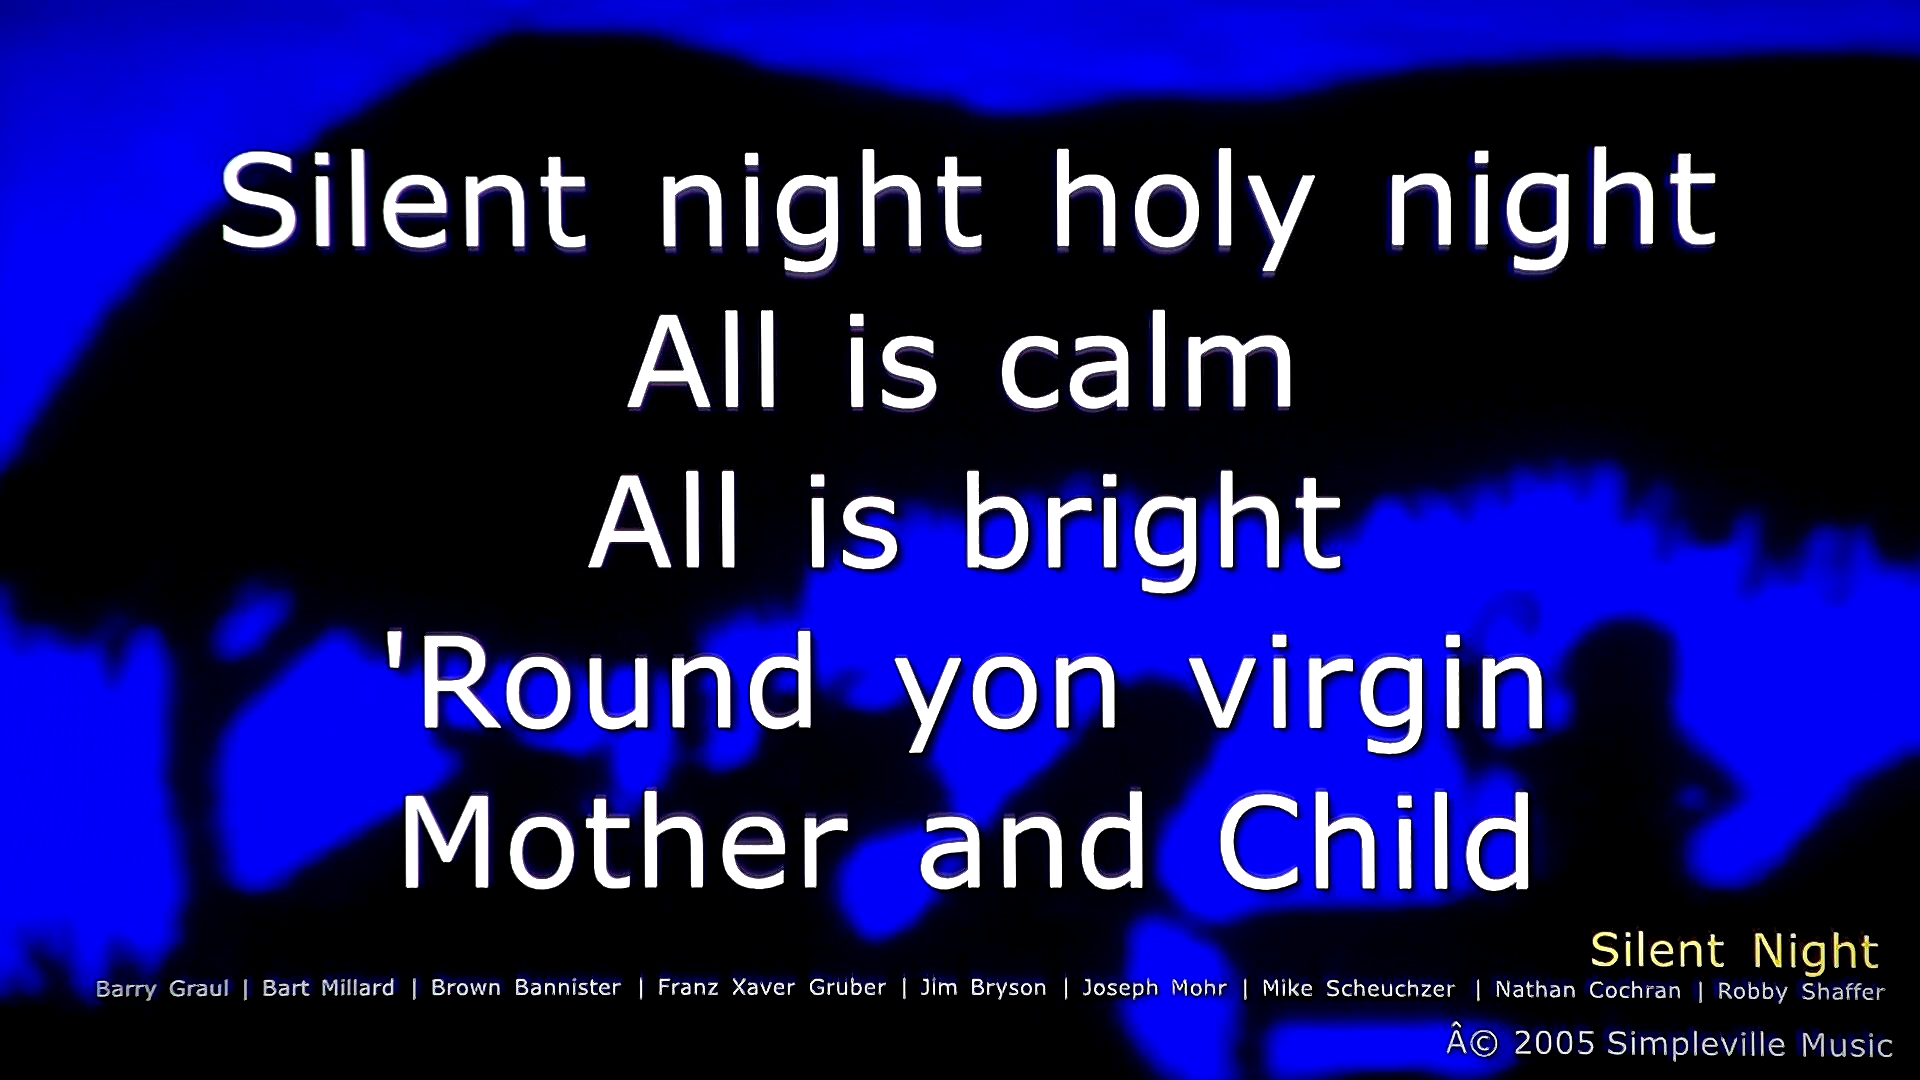 Silent night holy night
All is calm
All is bright
'Round yon virgin
Mother and Child
Silent Night
Barry Graul | Bart Millard | Brown Bannister | Franz Xaver Gruber | Jim Bryson | Joseph Mohr | Mike Scheuchzer | Nathan Cochran | Robby Shaffer
Â© 2005 Simpleville Music